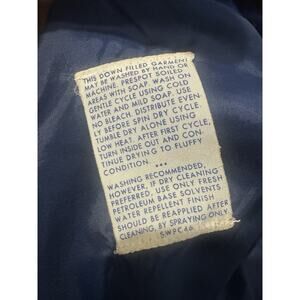 THIS DOWN FILLED GARMENT
MAY BE WASHED BY HAND OR
MACHINE. PRESPOT SOILED
AREAS WITH SOAP. WASH ON
GENTLE CYCLE USING COLD
WATER AND MILD SOAP. USE
NO BLEACH. DISTRIBUTE EVEN-
LY BEFORE SPIN DRY CYCLE.
TUMBLE DRY ALONE USING
LOW HEAT. AFTER FIRST CYCLE,
TURN INSIDE OUT AND CON-
TINUE DRYING TO FLUFFY
CONDITION. •••
WASHING RECOMMENDED,
HOWEVER, IF DRY CLEANING
PREFERRED, USE ONLY FRESH
PETROLEUM BASE SOLVENTS.
WATER REPELLENT FINISH
SHOULD BE REAPPLIED AFTER
CLEANING, BY SPRAYING ONLY
SWPC46